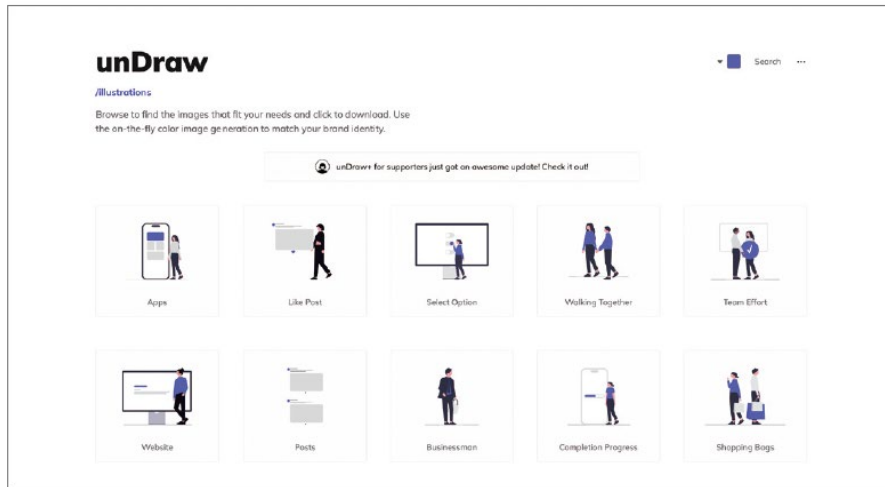 unDraw
Search ...
/illustrations
Browse to find the images that fit your needs and click to download. Use
the on-the-fly color image generation to match your brand identity.
unDraw+ for supporters just got an awesome update! Check it out!
Apps
Like Post
Select Option
Walking Together
Team Effort
Website
Posts
Businessman
Completion Progress
Shopping Bags